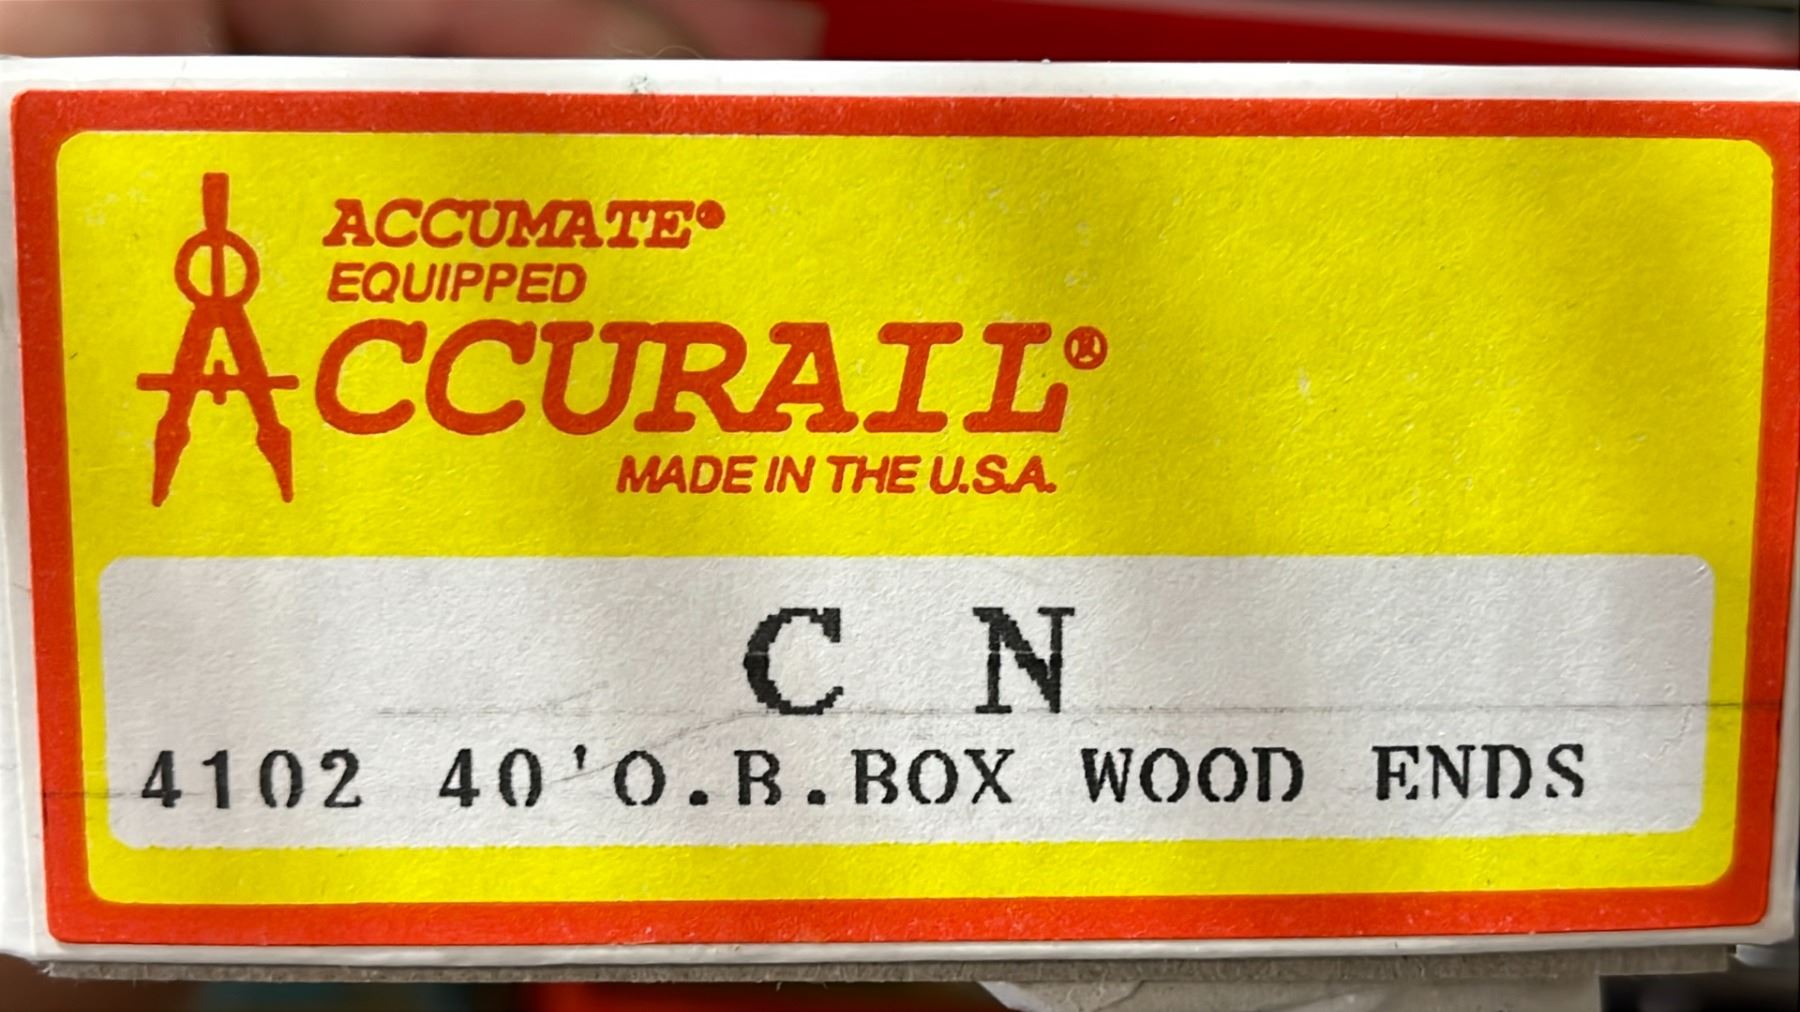 ACCUMATE®
EQUIPPED
ACCURAIL®
MADE IN THE U.S.A.
C N
4102 40'O.B.BOX WOOD ENDS